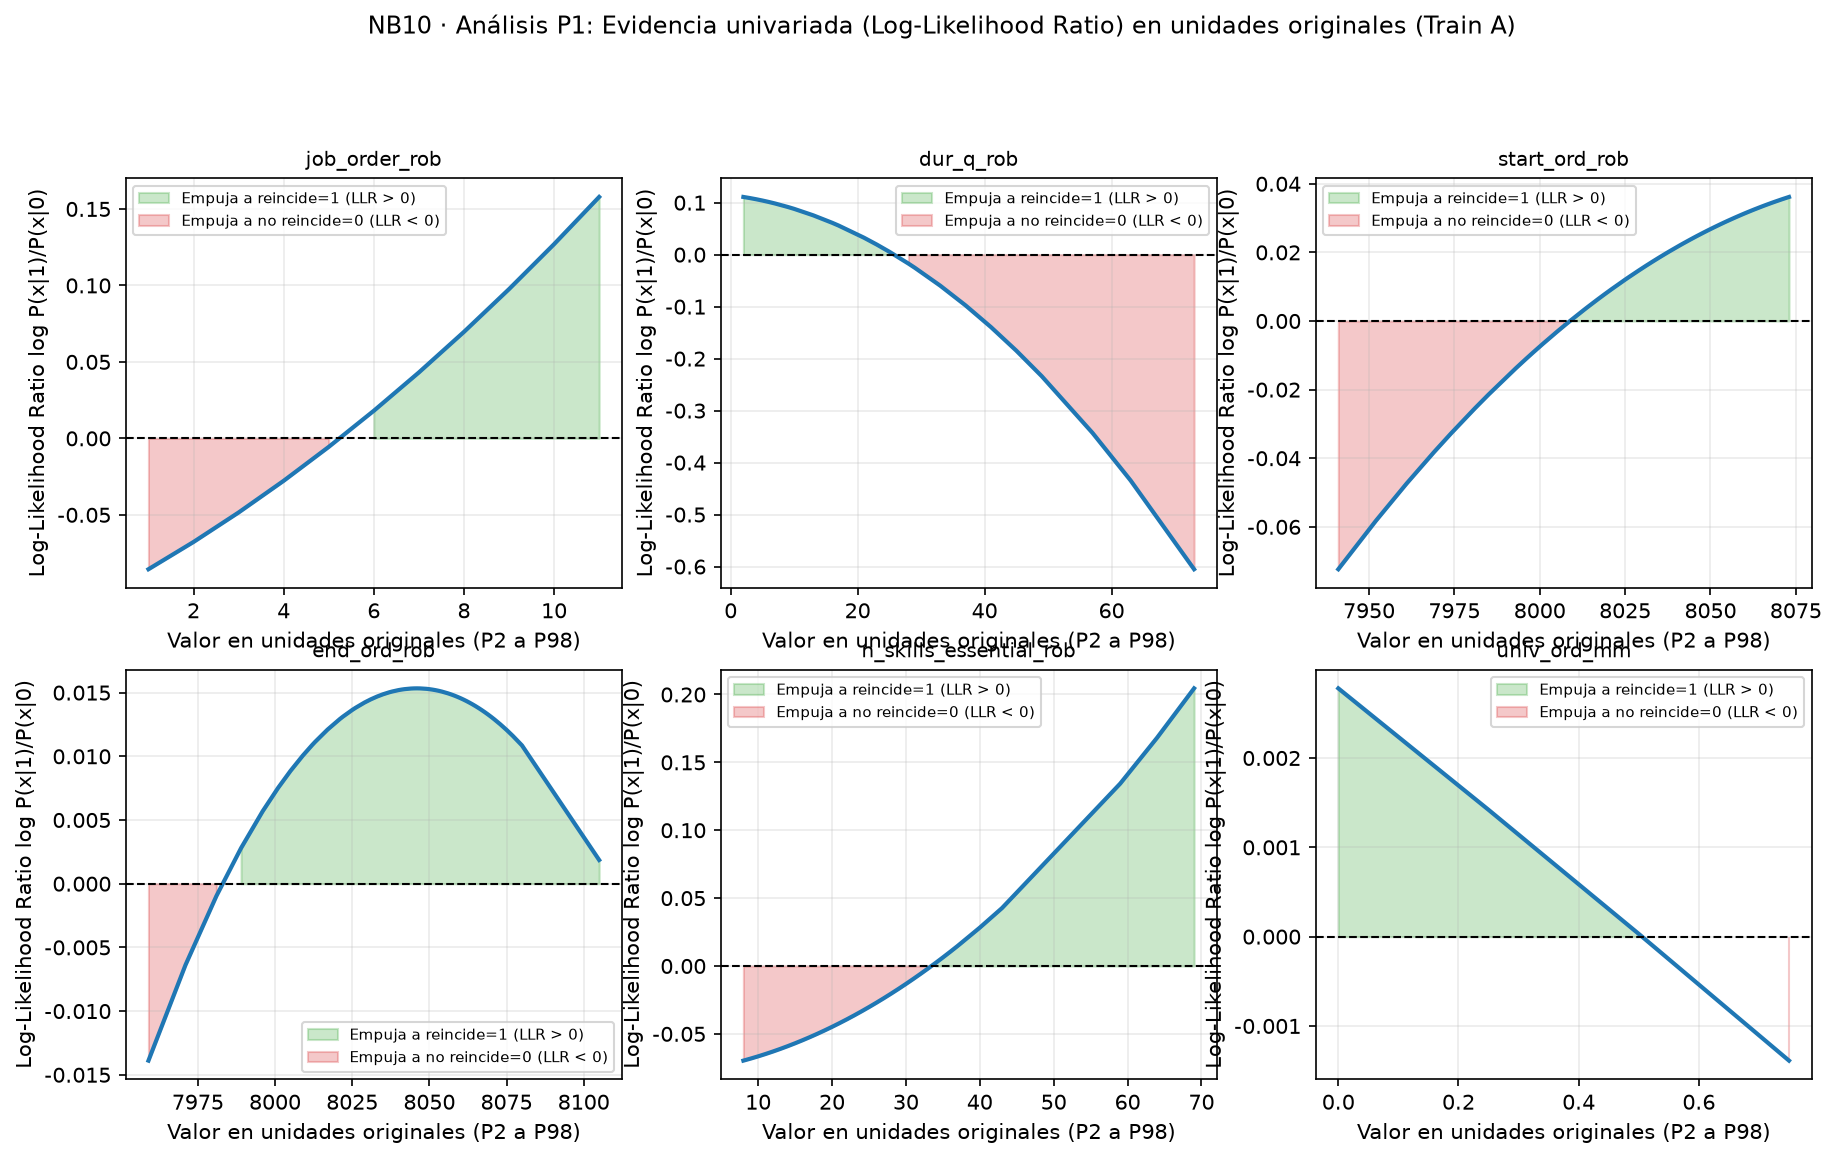 NB10 · Análisis P1: Evidencia univariada (Log-Likelihood Ratio) en unidades originales (Train A)
job_order_rob
Log-Likelihood Ratio log P(x|1)/P(x|0)
Empuja a reincide=1 (LLR > 0)
Empuja a no reincide=0 (LLR < 0)
0.15
0.10
0.05
0.00
-0.05
2 4 6 8 10
Valor en unidades originales (P2 a P98)
dur_q_rob
Log-Likelihood Ratio log P(x|1)/P(x|0)
Empuja a reincide=1 (LLR > 0)
Empuja a no reincide=0 (LLR < 0)
0.1
0.0
-0.1
-0.2
-0.3
-0.4
-0.5
-0.6
0 20 40 60
Valor en unidades originales (P2 a P98)
start_ord_rob
Log-Likelihood Ratio log P(x|1)/P(x|0)
Empuja a reincide=1 (LLR > 0)
Empuja a no reincide=0 (LLR < 0)
0.04
0.02
0.00
-0.02
-0.04
-0.06
7950 7975 8000 8025 8050 8075
Valor en unidades originales (P2 a P98)
end_ord_rob
Log-Likelihood Ratio log P(x|1)/P(x|0)
0.015
0.010
0.005
0.000
-0.005
-0.010
-0.015
Empuja a reincide=1 (LLR > 0)
Empuja a no reincide=0 (LLR < 0)
7975 8000 8025 8050 8075 8100
Valor en unidades originales (P2 a P98)
n_skills_essential_rob
Log-Likelihood Ratio log P(x|1)/P(x|0)
Empuja a reincide=1 (LLR > 0)
Empuja a no reincide=0 (LLR < 0)
0.20
0.15
0.10
0.05
0.00
-0.05
10 20 30 40 50 60 70
Valor en unidades originales (P2 a P98)
univ_ord_mm
Log-Likelihood Ratio log P(x|1)/P(x|0)
Empuja a reincide=1 (LLR > 0)
Empuja a no reincide=0 (LLR < 0)
0.002
0.001
0.000
-0.001
0.0 0.2 0.4 0.6
Valor en unidades originales (P2 a P98)